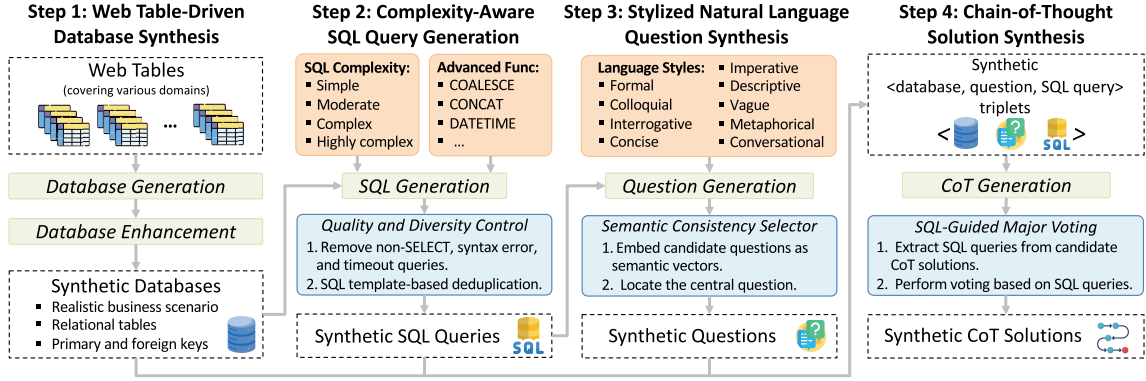 Step 1: Web Table-Driven
Database Synthesis
Web Tables
(covering various domains)
...
Database Generation
Database Enhancement
Synthetic Databases
▪ Realistic business scenario
▪ Relational tables
▪ Primary and foreign keys
Step 2: Complexity-Aware
SQL Query Generation
SQL Complexity:
▪ Simple
▪ Moderate
▪ Complex
▪ Highly complex
Advanced Func:
▪ COALESCE
▪ CONCAT
▪ DATETIME
▪ ...
SQL Generation
Quality and Diversity Control
1. Remove non-SELECT, syntax error,
and timeout queries.
2. SQL template-based deduplication.
Synthetic SQL Queries
SQL
Step 3: Stylized Natural Language
Question Synthesis
Language Styles:
▪ Formal
▪ Colloquial
▪ Interrogative
▪ Concise
▪ Imperative
▪ Descriptive
▪ Vague
▪ Metaphorical
▪ Conversational
Question Generation
Semantic Consistency Selector
1. Embed candidate questions as
semantic vectors.
2. Locate the central question.
Synthetic Questions
?
Step 4: Chain-of-Thought
Solution Synthesis
Synthetic
<database, question, SQL query>
triplets
< ? SQL >
CoT Generation
SQL-Guided Major Voting
1. Extract SQL queries from candidate
CoT solutions.
2. Perform voting based on SQL queries.
Synthetic CoT Solutions